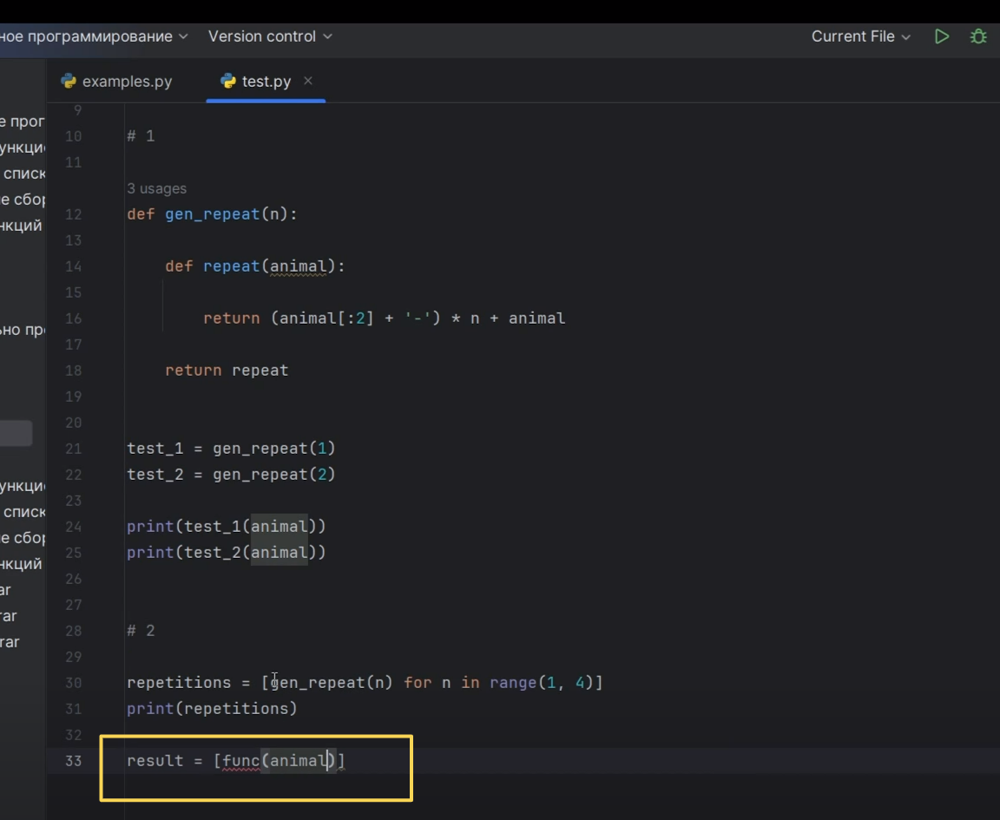 ное программирование Version control Current File
examples.py test.py
9
е прог
10 # 1
ункци
11
списк
3 usages
е сбор
12 def gen_repeat(n):
нкций
13
14 def repeat(animal):
15
16 return (animal[:2] + '-') * n + animal
ьно пр
17
18 return repeat
19
20
21 test_1 = gen_repeat(1)
22 test_2 = gen_repeat(2)
ункци
23
списк
24 print(test_1(animal))
е сбор
25 print(test_2(animal))
нкций
26
ar
27
rar
28 # 2
rar
29
30 repetitions = [gen_repeat(n) for n in range(1, 4)]
31 print(repetitions)
32
33 result = [func(animal)]